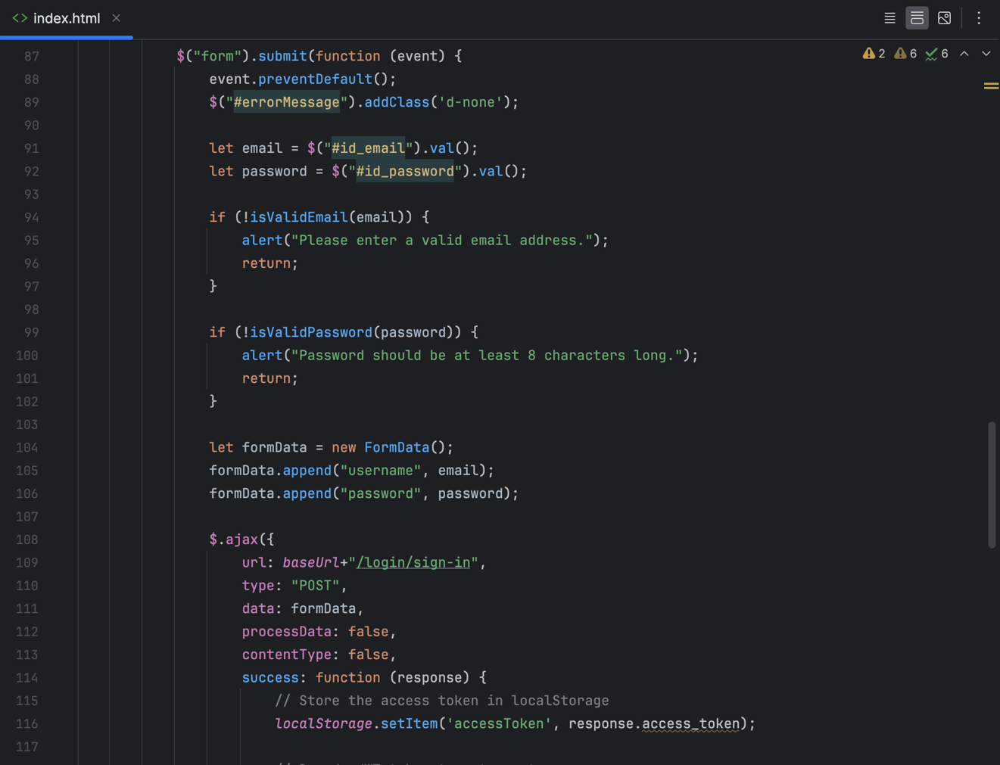 <> index.html ×
2 6 6
87 $("form").submit(function (event) {
88 event.preventDefault();
89 $("#errorMessage").addClass('d-none');
90
91 let email = $("#id_email").val();
92 let password = $("#id_password").val();
93
94 if (!isValidEmail(email)) {
95 alert("Please enter a valid email address.");
96 return;
97 }
98
99 if (!isValidPassword(password)) {
100 alert("Password should be at least 8 characters long.");
101 return;
102 }
103
104 let formData = new FormData();
105 formData.append("username", email);
106 formData.append("password", password);
107
108 $.ajax({
109 url: baseUrl+"/login/sign-in",
110 type: "POST",
111 data: formData,
112 processData: false,
113 contentType: false,
114 success: function (response) {
115 // Store the access token in localStorage
116 localStorage.setItem('accessToken', response.access_token);
117